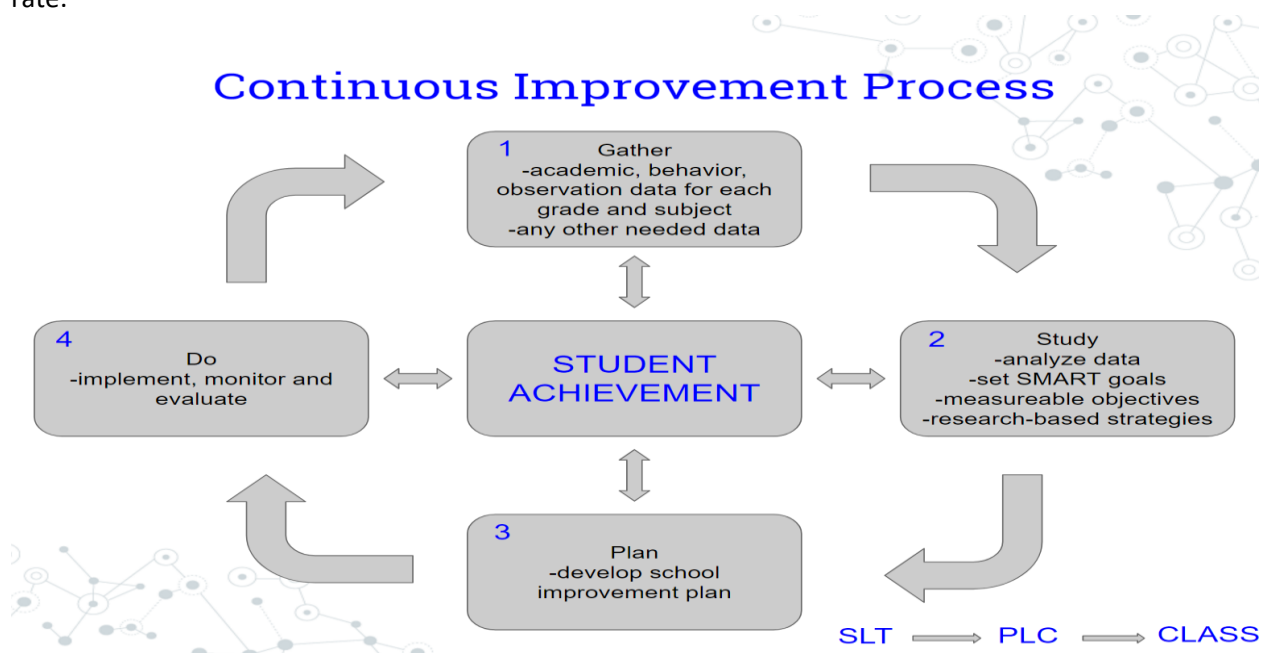 rate.
Continuous Improvement Process
1
Gather
-academic, behavior,
observation data for each
grade and subject
-any other needed data
2
Study
-analyze data
-set SMART goals
-measureable objectives
-research-based strategies
4
Do
-implement, monitor and
evaluate
STUDENT
ACHIEVEMENT
3
Plan
-develop school
improvement plan
SLT PLC CLASS